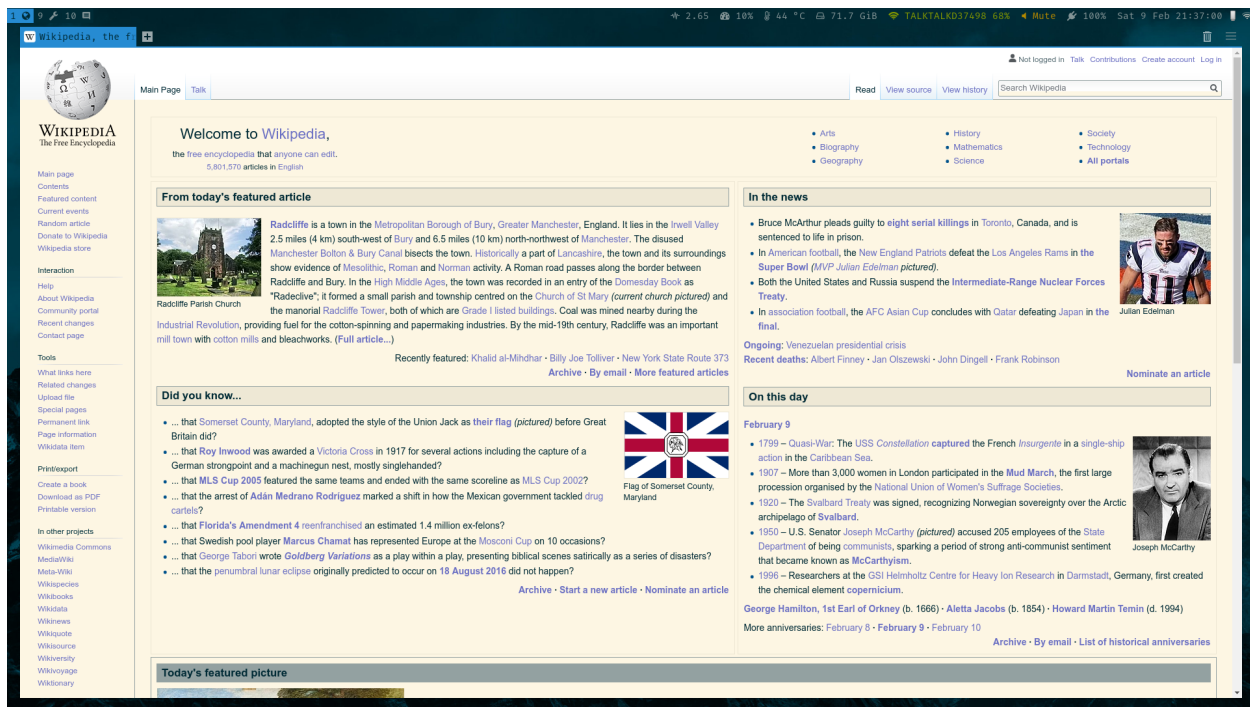 1 9 10
2.65 10% 44 °C 71.7 GiB TALKTALKD37498 68% Mute 100% Sat 9 Feb 21:37:00
Wikipedia, the f
Not logged in Talk Contributions Create account Log in
Main Page Talk
Read View source View history Search Wikipedia
WIKIPEDIA
The Free Encyclopedia
Main page
Contents
Featured content
Current events
Random article
Donate to Wikipedia
Wikipedia store
Interaction
Help
About Wikipedia
Community portal
Recent changes
Contact page
Tools
What links here
Related changes
Upload file
Special pages
Permanent link
Page information
Wikidata item
Print/export
Create a book
Download as PDF
Printable version
In other projects
Wikimedia Commons
MediaWiki
Meta-Wiki
Wikispecies
Wikibooks
Wikidata
Wikinews
Wikiquote
Wikisource
Wikiversity
Wikivoyage
Wiktionary
Welcome to Wikipedia,
the free encyclopedia that anyone can edit.
5,801,570 articles in English
• Arts
• Biography
• Geography
• History
• Mathematics
• Science
• Society
• Technology
• All portals
From today's featured article
Radcliffe is a town in the Metropolitan Borough of Bury, Greater Manchester, England. It lies in the Irwell Valley
2.5 miles (4 km) south-west of Bury and 6.5 miles (10 km) north-northwest of Manchester. The disused
Manchester Bolton & Bury Canal bisects the town. Historically a part of Lancashire, the town and its surroundings
show evidence of Mesolithic, Roman and Norman activity. A Roman road passes along the border between
Radcliffe and Bury. In the High Middle Ages, the town was recorded in an entry of the Domesday Book as
"Radeclive"; it formed a small parish and township centred on the Church of St Mary (current church pictured) and
the manorial Radcliffe Tower, both of which are Grade I listed buildings. Coal was mined nearby during the
Industrial Revolution, providing fuel for the cotton-spinning and papermaking industries. By the mid-19th century, Radcliffe was an important
mill town with cotton mills and bleachworks. (Full article...)
Radcliffe Parish Church
Recently featured: Khalid al-Mihdhar · Billy Joe Tolliver · New York State Route 373
Archive · By email · More featured articles
Did you know...
• ... that Somerset County, Maryland, adopted the style of the Union Jack as their flag (pictured) before Great
Britain did?
• ... that Roy Inwood was awarded a Victoria Cross in 1917 for several actions including the capture of a
German strongpoint and a machinegun nest, mostly singlehanded?
• ... that MLS Cup 2005 featured the same teams and ended with the same scoreline as MLS Cup 2002?
• ... that the arrest of Adán Medrano Rodríguez marked a shift in how the Mexican government tackled drug
cartels?
• ... that Florida's Amendment 4 reenfranchised an estimated 1.4 million ex-felons?
• ... that Swedish pool player Marcus Chamat has represented Europe at the Mosconi Cup on 10 occasions?
• ... that George Tabori wrote Goldberg Variations as a play within a play, presenting biblical scenes satirically as a series of disasters?
• ... that the penumbral lunar eclipse originally predicted to occur on 18 August 2016 did not happen?
Flag of Somerset County,
Maryland
Archive · Start a new article · Nominate an article
In the news
• Bruce McArthur pleads guilty to eight serial killings in Toronto, Canada, and is
sentenced to life in prison.
• In American football, the New England Patriots defeat the Los Angeles Rams in the
Super Bowl (MVP Julian Edelman pictured).
• Both the United States and Russia suspend the Intermediate-Range Nuclear Forces
Treaty.
• In association football, the AFC Asian Cup concludes with Qatar defeating Japan in the
final.
Julian Edelman
Ongoing: Venezuelan presidential crisis
Recent deaths: Albert Finney · Jan Olszewski · John Dingell · Frank Robinson
Nominate an article
On this day
February 9
• 1799 – Quasi-War: The USS Constellation captured the French Insurgente in a single-ship
action in the Caribbean Sea.
• 1907 – More than 3,000 women in London participated in the Mud March, the first large
procession organised by the National Union of Women's Suffrage Societies.
• 1920 – The Svalbard Treaty was signed, recognizing Norwegian sovereignty over the Arctic
archipelago of Svalbard.
• 1950 – U.S. Senator Joseph McCarthy (pictured) accused 205 employees of the State
Department of being communists, sparking a period of strong anti-communist sentiment
that became known as McCarthyism.
• 1996 – Researchers at the GSI Helmholtz Centre for Heavy Ion Research in Darmstadt, Germany, first created
the chemical element copernicium.
Joseph McCarthy
George Hamilton, 1st Earl of Orkney (b. 1666) · Aletta Jacobs (b. 1854) · Howard Martin Temin (d. 1994)
More anniversaries: February 8 · February 9 · February 10
Archive · By email · List of historical anniversaries
Today's featured picture